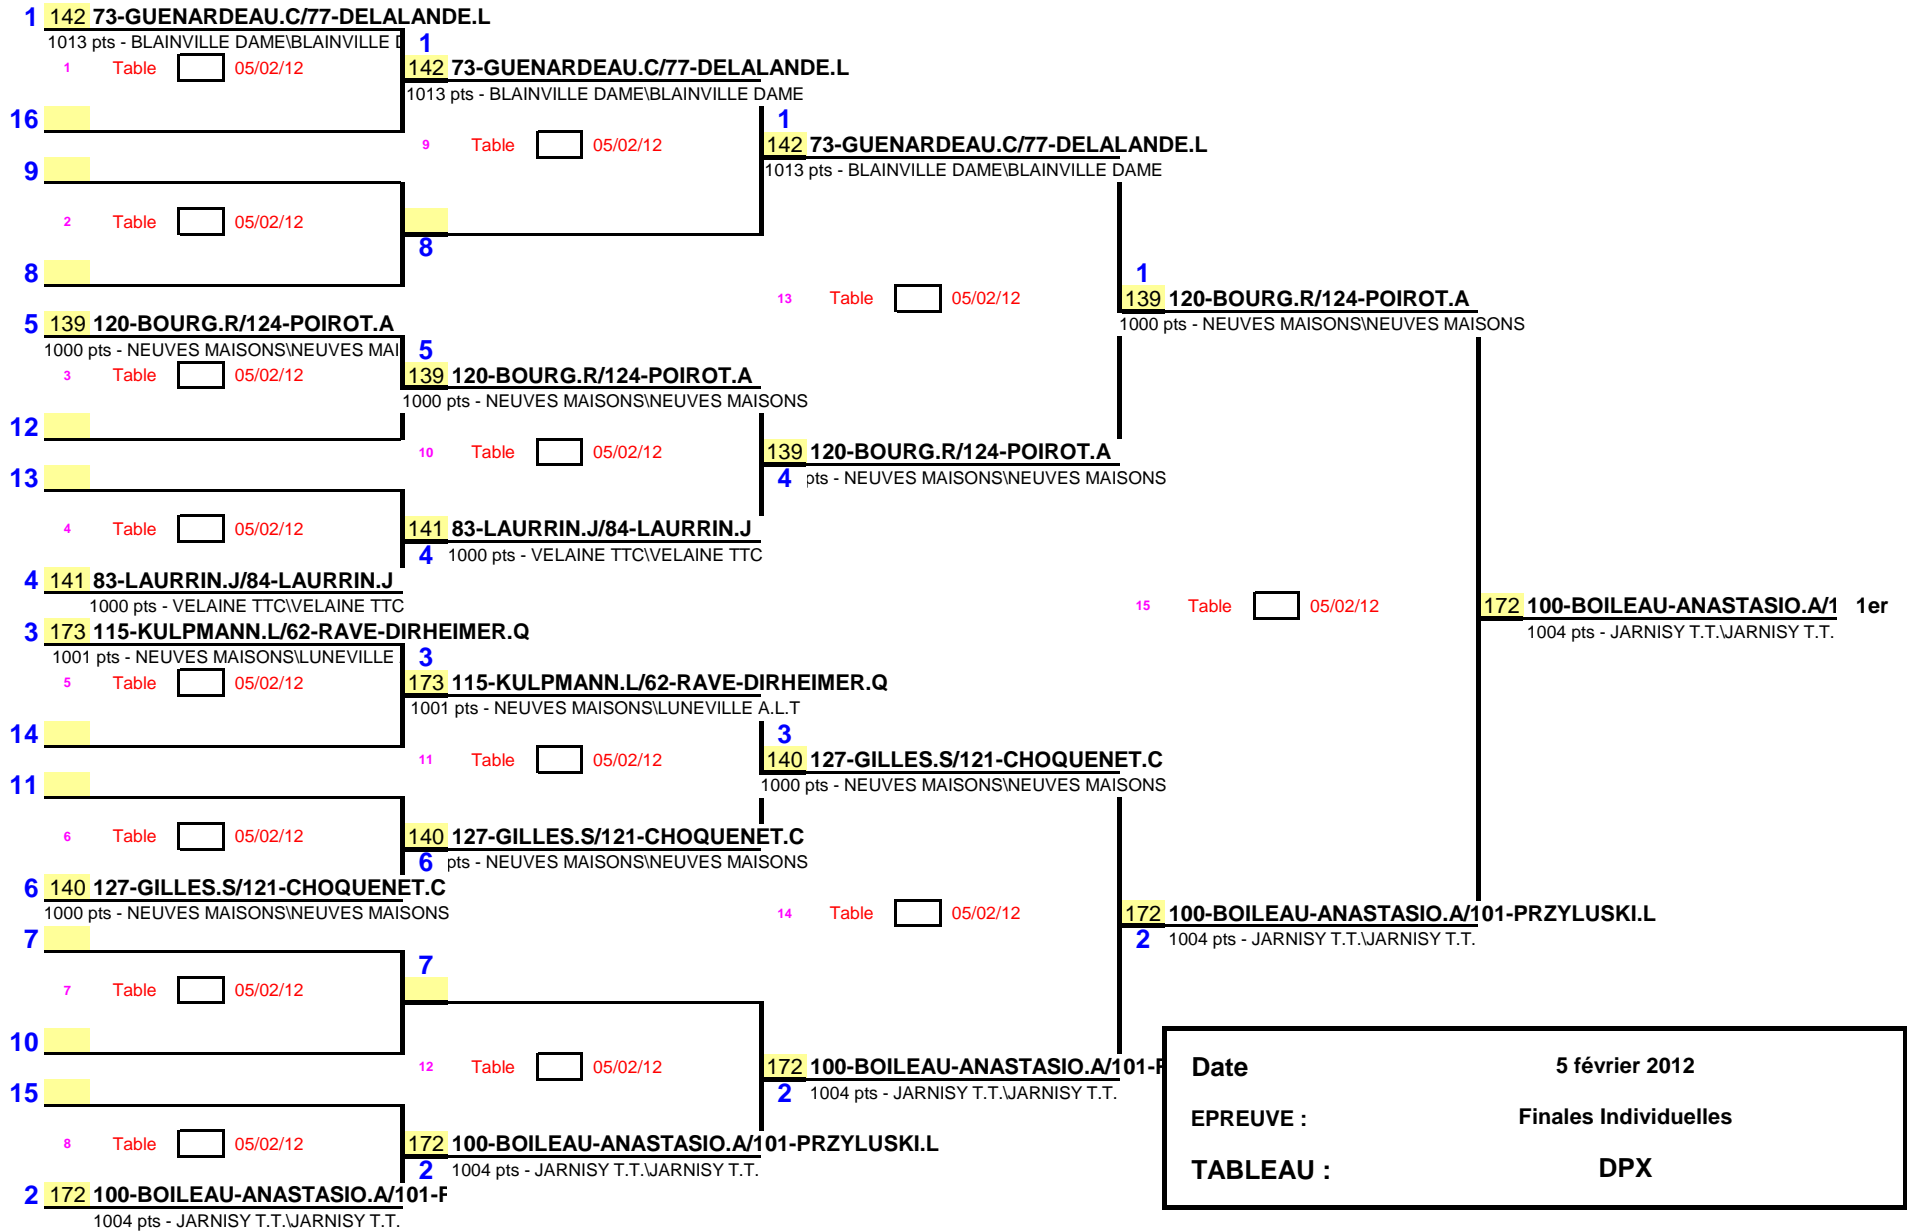 1 142 73-GUENARDEAU.C/77-DELALANDE.L
1013 pts - BLAINVILLE DAME\BLAINVILLE D
1 Table 05/02/12
16
9
2 Table 05/02/12
8
5 139 120-BOURG.R/124-POIROT.A
1000 pts - NEUVES MAISONS\NEUVES MAI
3 Table 05/02/12
12
13
4 Table 05/02/12
4 141 83-LAURRIN.J/84-LAURRIN.J
1000 pts - VELAINE TTC\VELAINE TTC
3 173 115-KULPMANN.L/62-RAVE-DIRHEIMER.Q
1001 pts - NEUVES MAISONS\LUNEVILLE
5 Table 05/02/12
14
11
6 Table 05/02/12
6 140 127-GILLES.S/121-CHOQUENET.C
1000 pts - NEUVES MAISONS\NEUVES MAISONS
7
7 Table 05/02/12
10
15
8 Table 05/02/12
2 172 100-BOILEAU-ANASTASIO.A/101-P
1004 pts - JARNISY T.T.\JARNISY T.T.
1
142 73-GUENARDEAU.C/77-DELALANDE.L
1013 pts - BLAINVILLE DAME\BLAINVILLE DAME
9 Table 05/02/12
8
5
139 120-BOURG.R/124-POIROT.A
1000 pts - NEUVES MAISONS\NEUVES MAISONS
10 Table 05/02/12
141 83-LAURRIN.J/84-LAURRIN.J
4 1000 pts - VELAINE TTC\VELAINE TTC
3
173 115-KULPMANN.L/62-RAVE-DIRHEIMER.Q
1001 pts - NEUVES MAISONS\LUNEVILLE A.L.T
11 Table 05/02/12
140 127-GILLES.S/121-CHOQUENET.C
6 pts - NEUVES MAISONS\NEUVES MAISONS
7
12 Table 05/02/12
172 100-BOILEAU-ANASTASIO.A/101-PRZYLUSKI.L
2 1004 pts - JARNISY T.T.\JARNISY T.T.
1
142 73-GUENARDEAU.C/77-DELALANDE.L
1013 pts - BLAINVILLE DAME\BLAINVILLE DAME
13 Table 05/02/12
139 120-BOURG.R/124-POIROT.A
4 pts - NEUVES MAISONS\NEUVES MAISONS
3
140 127-GILLES.S/121-CHOQUENET.C
1000 pts - NEUVES MAISONS\NEUVES MAISONS
14 Table 05/02/12
172 100-BOILEAU-ANASTASIO.A/101-P
2 1004 pts - JARNISY T.T.\JARNISY T.T.
1
139 120-BOURG.R/124-POIROT.A
1000 pts - NEUVES MAISONS\NEUVES MAISONS
15 Table 05/02/12
172 100-BOILEAU-ANASTASIO.A/101-PRZYLUSKI.L
2 1004 pts - JARNISY T.T.\JARNISY T.T.
172 100-BOILEAU-ANASTASIO.A/1 1er
1004 pts - JARNISY T.T.\JARNISY T.T.
Date 5 février 2012
EPREUVE : Finales Individuelles
TABLEAU : DPX